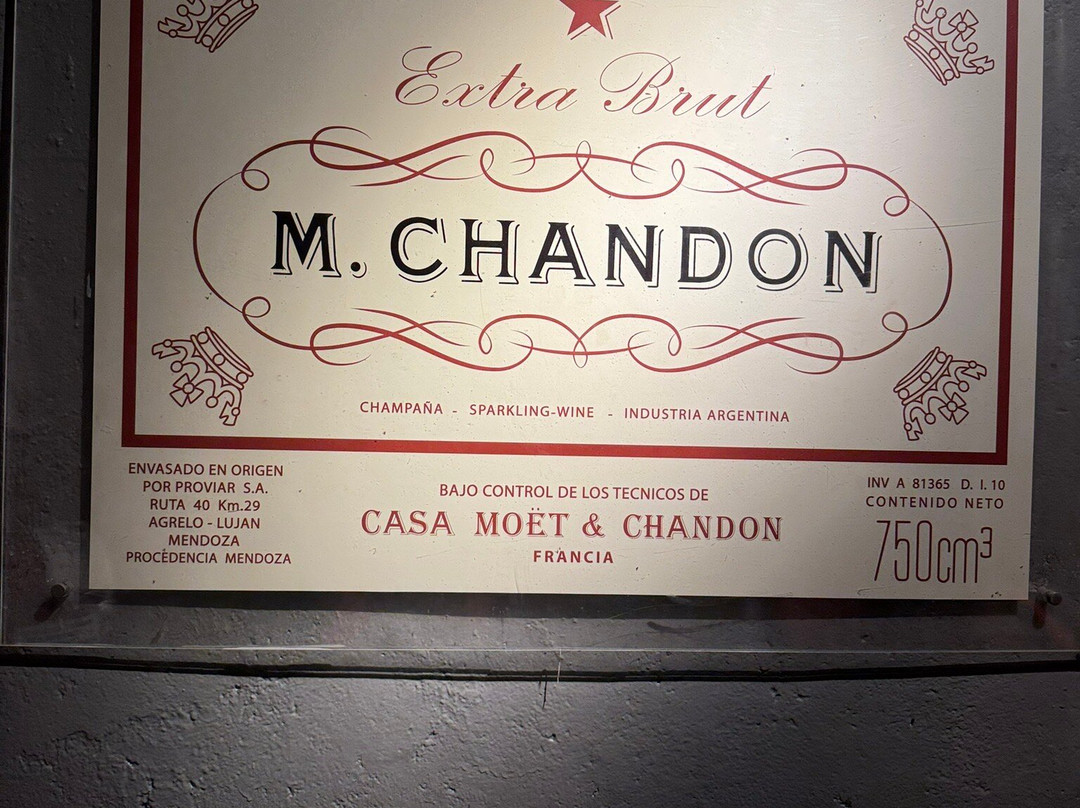 Extra Brut
M. CHANDON
CHAMPAÑA - SPARKLING-WINE - INDUSTRIA ARGENTINA
ENVASADO EN ORIGEN
POR PROVIAR S.A.
RUTA 40 Km.29
AGRELO - LUJAN
MENDOZA
PROCEDENCIA MENDOZA
BAJO CONTROL DE LOS TECNICOS DE
CASA MOËT & CHANDON
FRANCIA
INV A 81365 D. I. 10
CONTENIDO NETO
750cm³